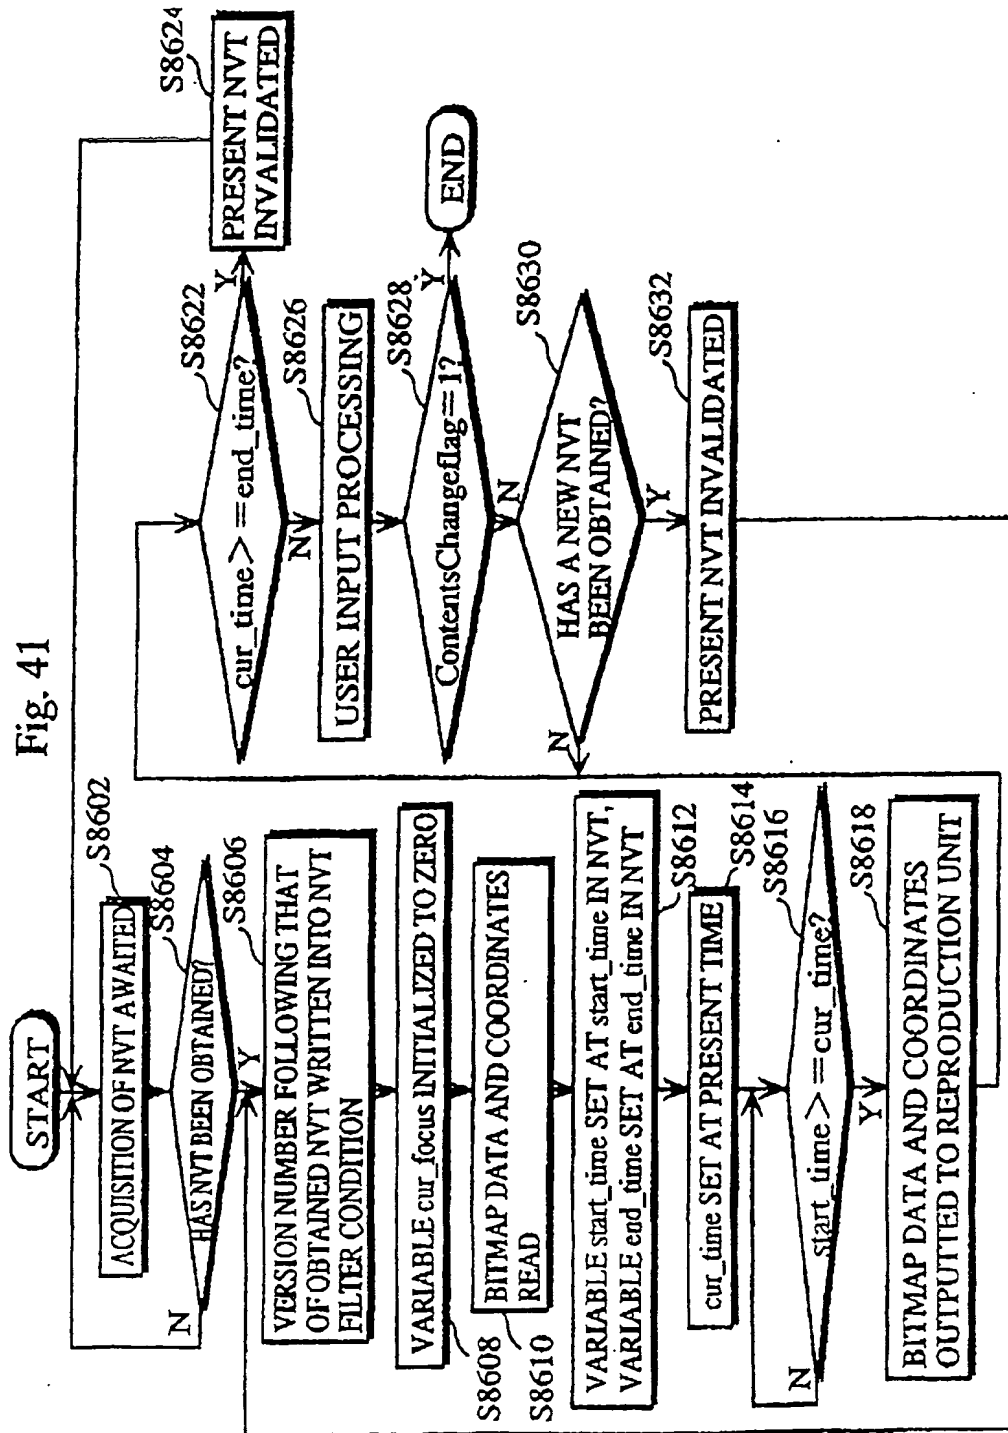 Fig. 41
START
S8602
ACQUISITION OF NVT AWAITED
S8604
HAS NVT BEEN OBTAINED?
N
Y
S8606
VERSION NUMBER FOLLOWING THAT
OF OBTAINED NVT WRITTEN INTO NVT
FILTER CONDITION
VARIABLE cur_focus INITIALIZED TO ZERO
S8608
BITMAP DATA AND COORDINATES
READ
S8610
VARIABLE start_time SET AT start_time IN NVT,
VARIABLE end_time SET AT end_time IN NVT
S8612
cur_time SET AT PRESENT TIME
S8614
S8616
start_time>=cur_time?
N
Y
S8618
BITMAP DATA AND COORDINATES
OUTPUTTED TO REPRODUCTION UNIT
S8622
cur_time>=end_time?
Y
N
S8624
PRESENT NVT
INVALIDATED
S8626
USER INPUT PROCESSING
S8628
ContentsChangeflag==1?
Y
END
N
S8630
HAS A NEW NVT
BEEN OBTAINED?
N
Y
S8632
PRESENT NVT INVALIDATED